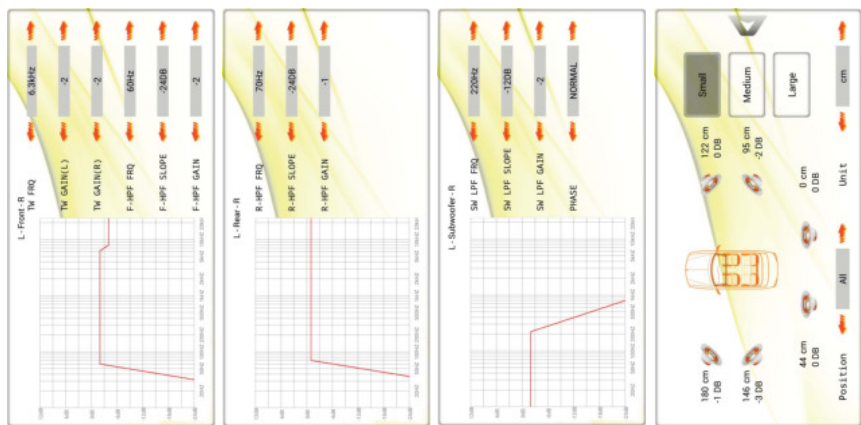 L - Front - R
TW FRQ 6.3kHz
TW GAIN(L) -2
TW GAIN(R) -2
F-HPF FRQ 60Hz
F-HPF SLOPE -24DB
F-HPF GAIN -2
L - Rear - R
R-HPF FRQ 70Hz
R-HPF SLOPE -24DB
R-HPF GAIN -1
L - Subwoofer - R
SW LPF FRQ 220Hz
SW LPF SLOPE -12DB
SW LPF GAIN -2
PHASE NORMAL
180 cm
-1 DB
122 cm
0 DB
Small
146 cm
-3 DB
95 cm
-2 DB
Medium
Large
44 cm
0 DB
0 cm
0 DB
Position All Unit cm